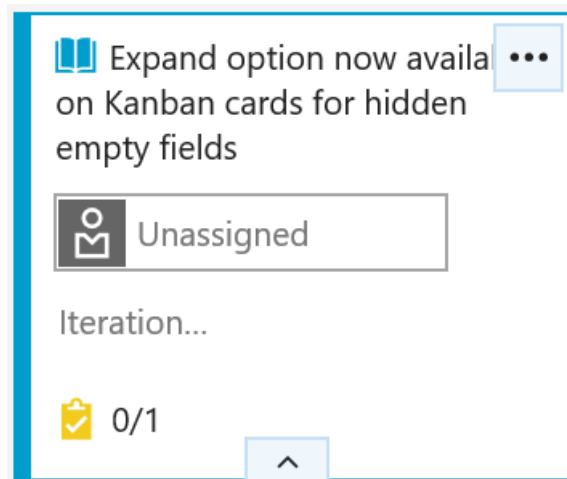 Expand option now availa
on Kanban cards for hidden
empty fields
Unassigned
Iteration...
0/1